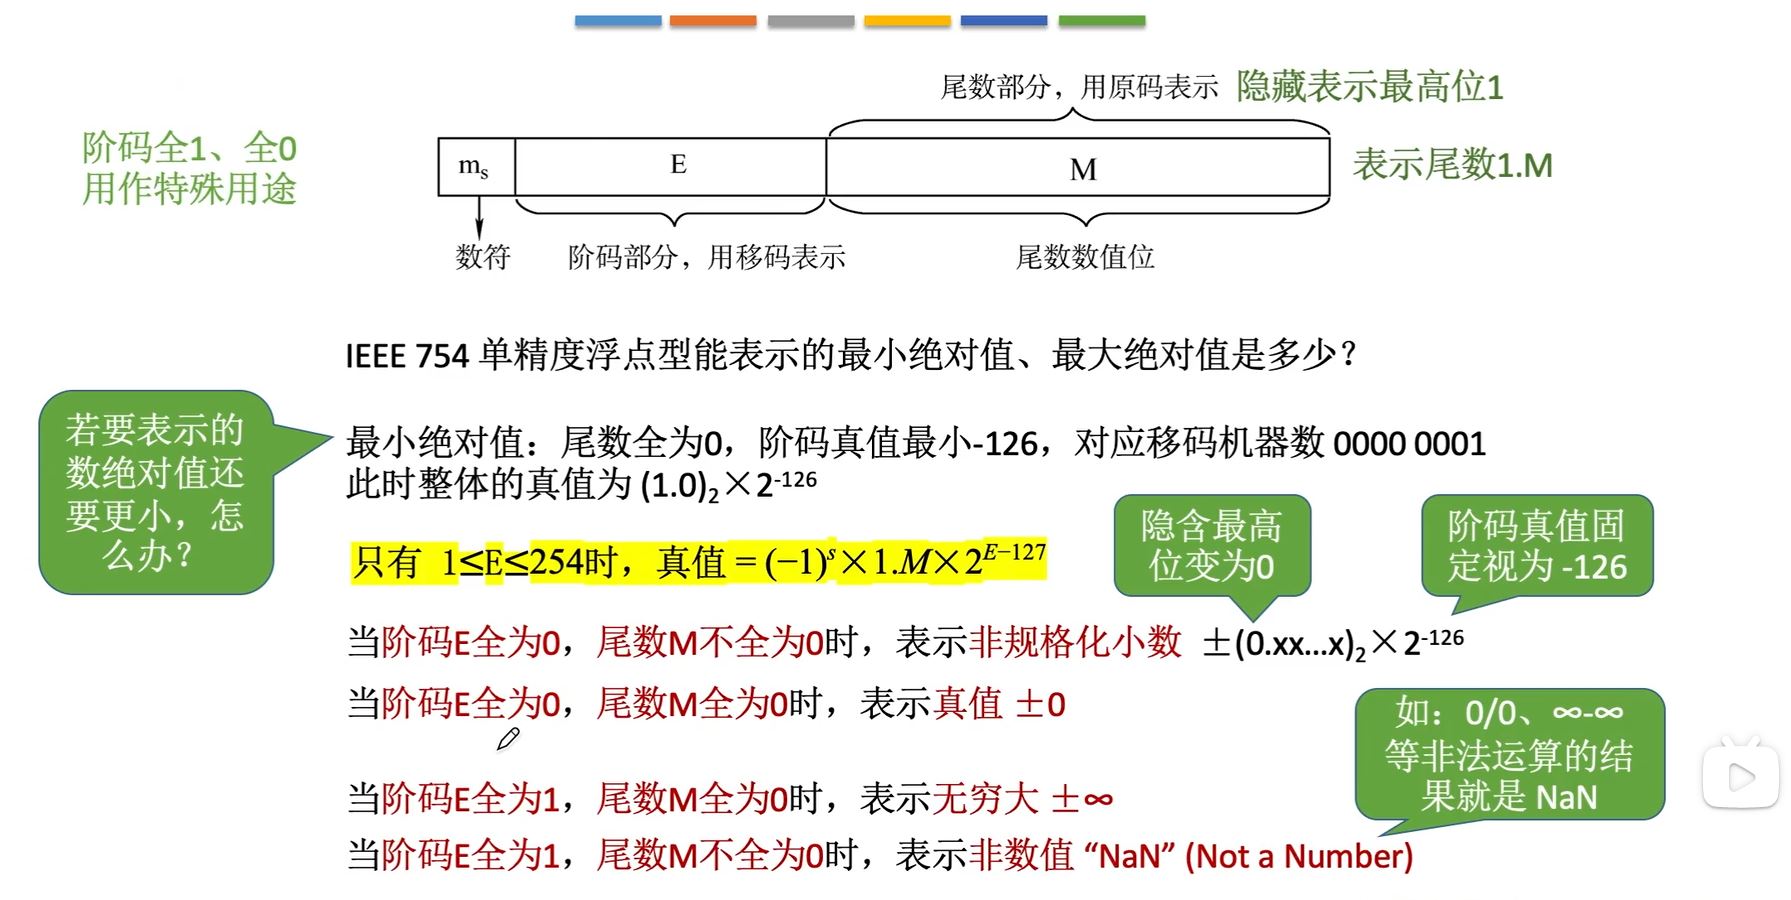 尾数部分，用原码表示 隐藏表示最高位1
阶码全1、全0
用作特殊用途
mₛ E M
表示尾数1.M
数符 阶码部分，用移码表示 尾数数值位
IEEE 754 单精度浮点型能表示的最小绝对值、最大绝对值是多少？
若要表示的
数绝对值还
要更小，怎
么办？
最小绝对值：尾数全为0，阶码真值最小-126，对应移码机器数 0000 0001
此时整体的真值为 (1.0)₂×2⁻¹²⁶
隐含最高
位变为0
阶码真值固
定视为 -126
只有 1≤E≤254时，真值 = (−1)ˢ×1.M×2ᴱ⁻¹²⁷
当阶码E全为0，尾数M不全为0时，表示非规格化小数 ±(0.xx...x)₂×2⁻¹²⁶
当阶码E全为0，尾数M全为0时，表示真值 ±0
如：0/0、∞-∞
等非法运算的结
果就是 NaN
当阶码E全为1，尾数M全为0时，表示无穷大 ±∞
当阶码E全为1，尾数M不全为0时，表示非数值 “NaN” (Not a Number)